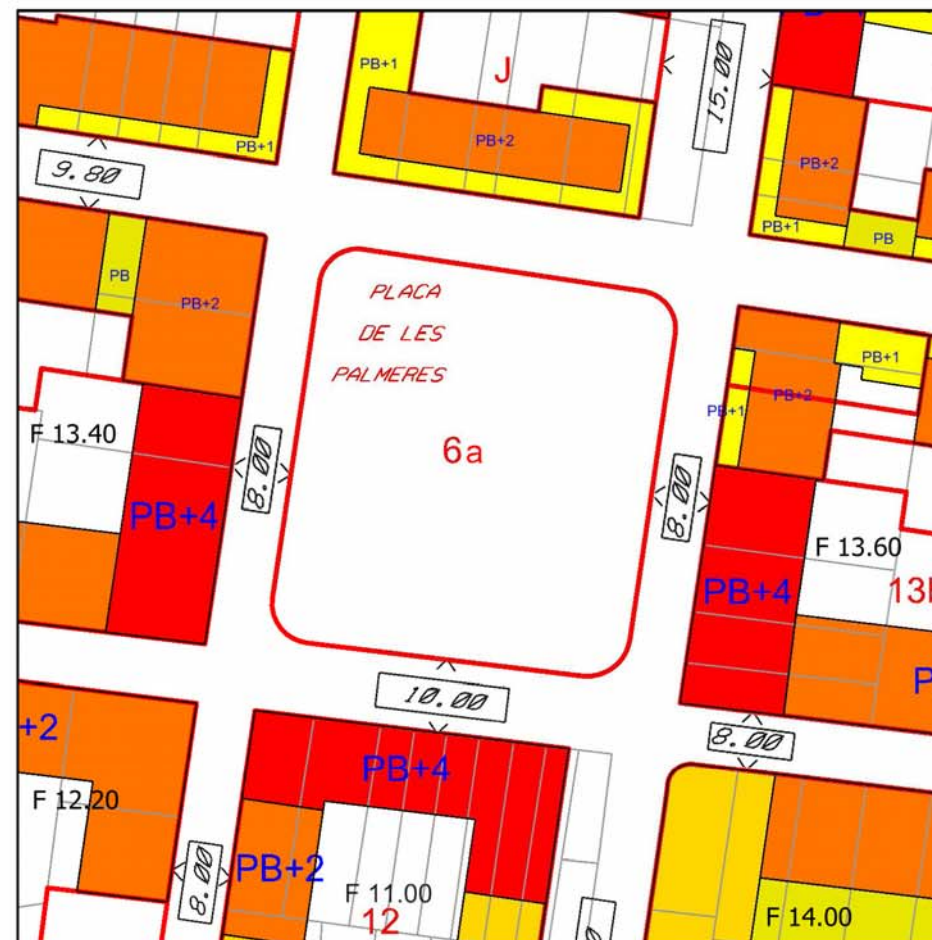 J
PB+1
15.00
PB+2
PB+2
PB+1
9.80
PB+1
PB
PB
PB+2
PLACA
DE LES
PALMERES
PB+1
PB+2
PB+1
F 13.40
6a
8.00
8.00
PB+4
F 13.60
PB+4
10.00
8.00
+2
PB+4
F 12.20
PB+2
8.00
F 11.00
12
F 14.00